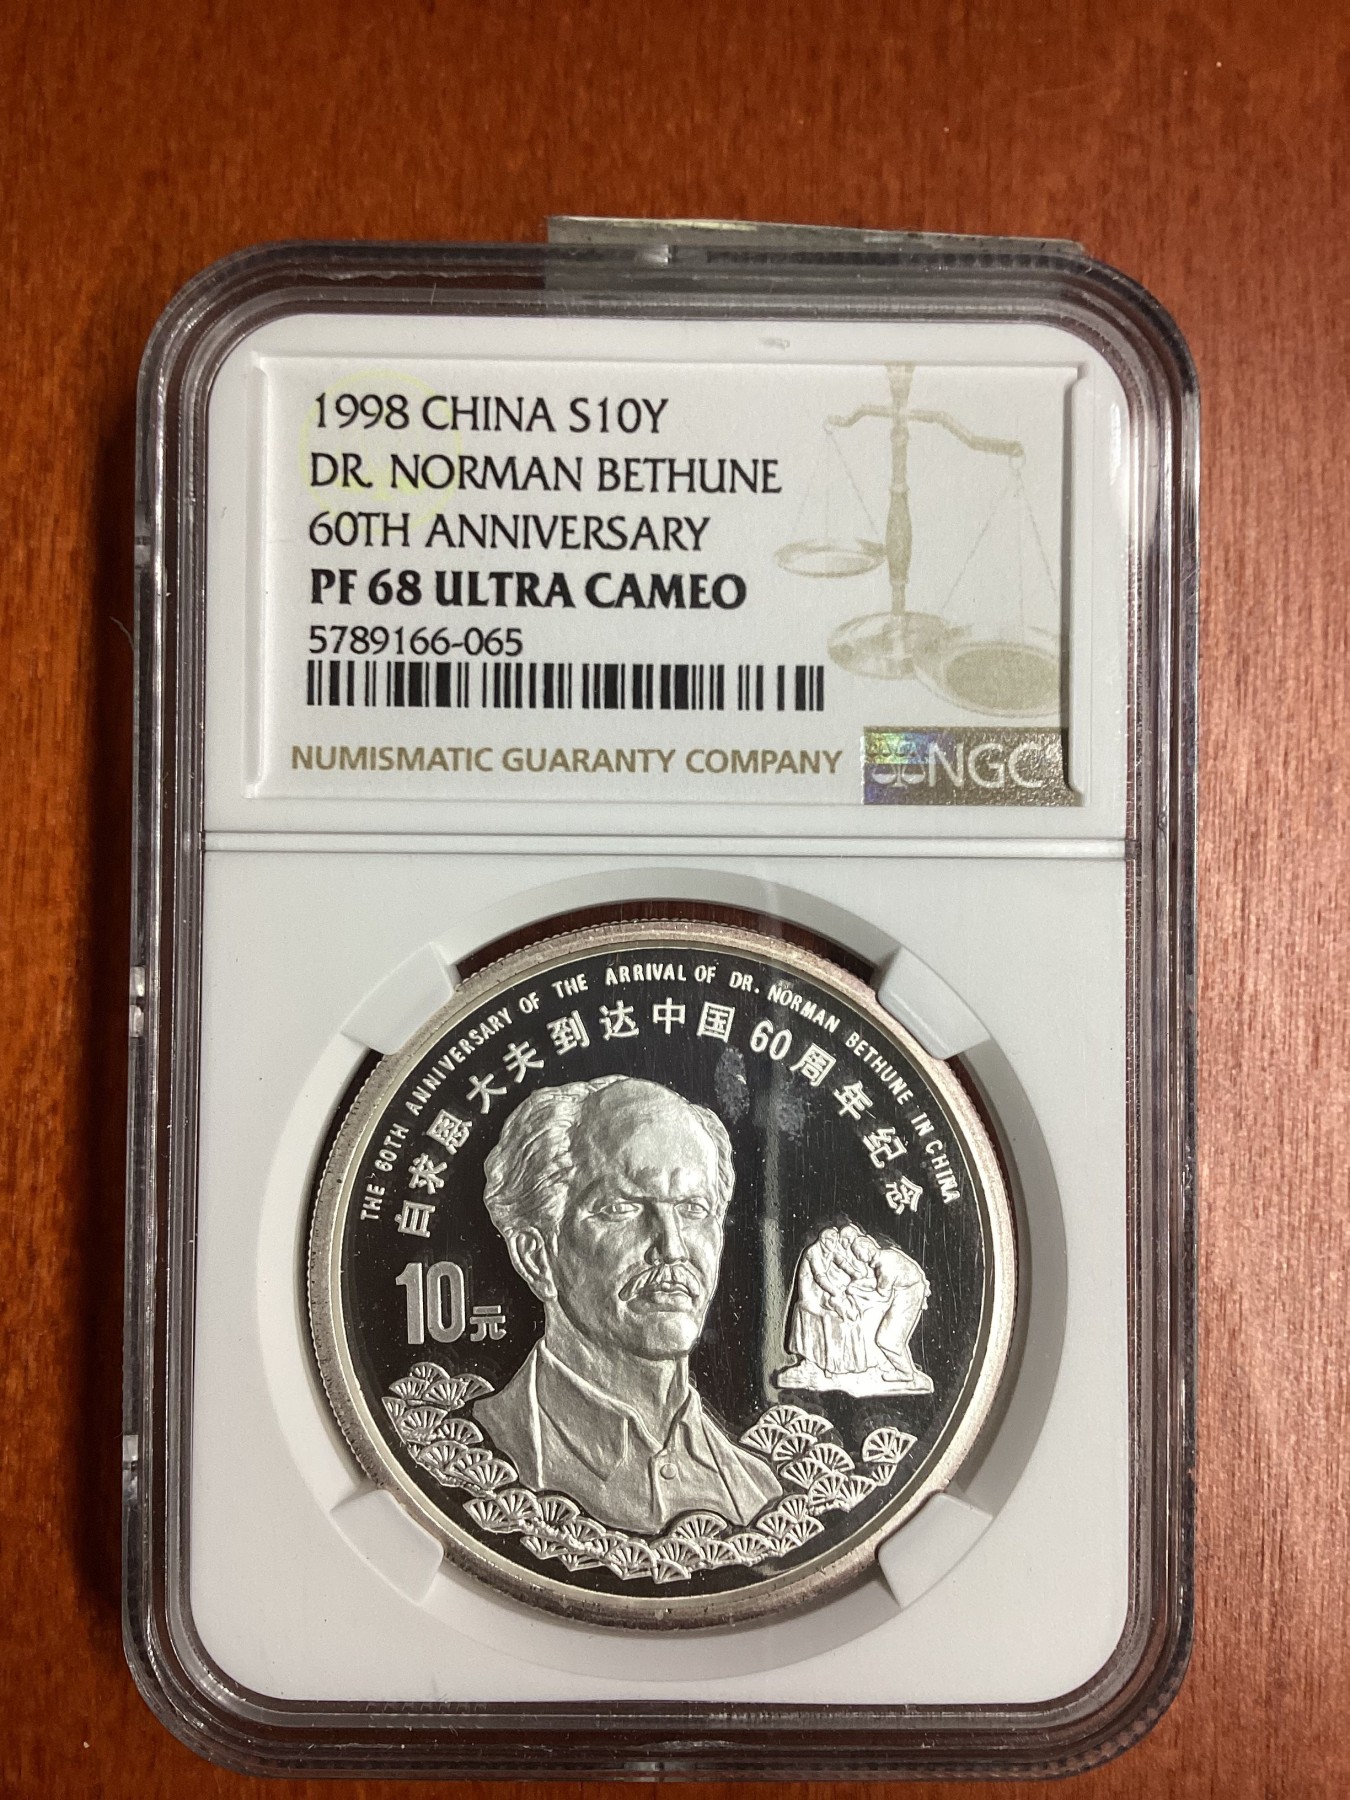 1998 CHINA S10Y
DR. NORMAN BETHUNE
60TH ANNIVERSARY
PF 68 ULTRA CAMEO
5789166-065
NUMISMATIC GUARANTY COMPANY
NGC
THE 60TH ANNIVERSARY OF THE ARRIVAL OF DR. NORMAN BETHUNE IN CHINA
白求恩大夫到达中国60周年纪念
10元